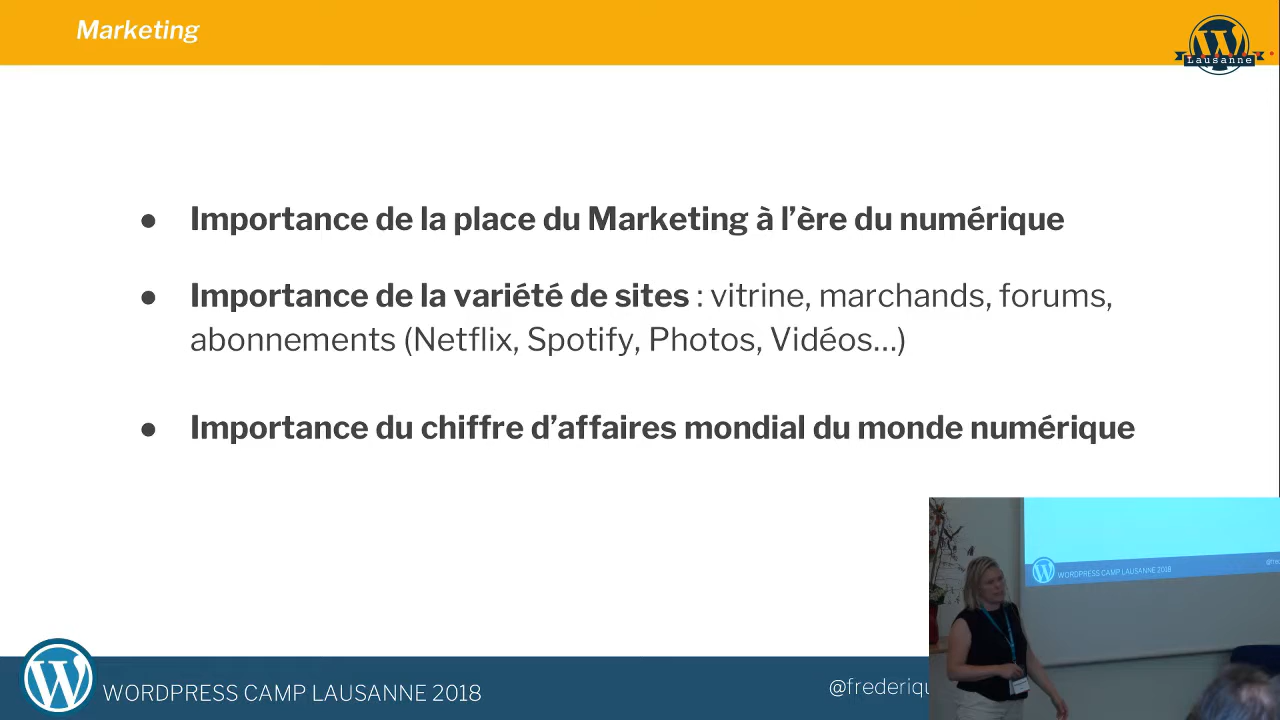 Marketing
Lausanne
● Importance de la place du Marketing à l’ère du numérique
● Importance de la variété de sites : vitrine, marchands, forums,
abonnements (Netflix, Spotify, Photos, Vidéos...)
● Importance du chiffre d’affaires mondial du monde numérique
WORDPRESS CAMP LAUSANNE 2018
WORDPRESS CAMP LAUSANNE 2018